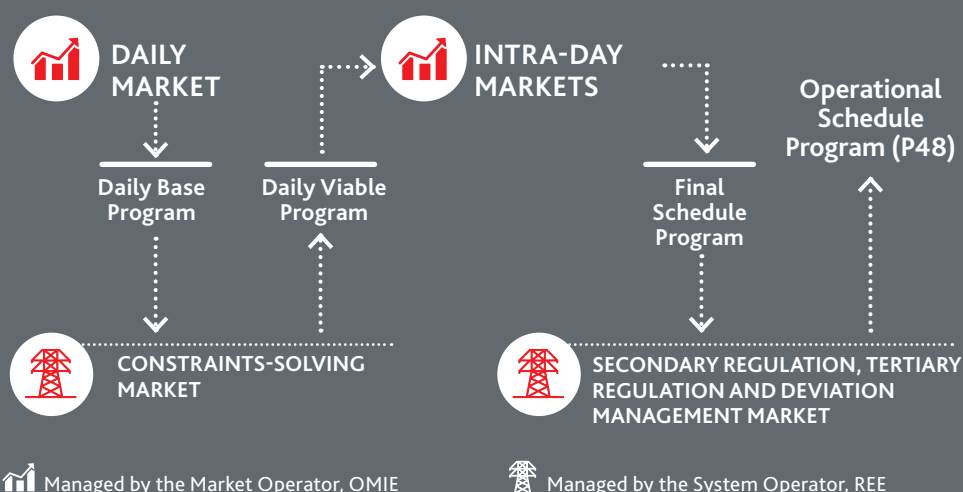 DAILY
MARKET
INTRA-DAY
MARKETS
Operational
Schedule
Program (P48)
Daily Base
Program
Daily Viable
Program
Final
Schedule
Program
CONSTRAINTS-SOLVING
MARKET
SECONDARY REGULATION, TERTIARY
REGULATION AND DEVIATION
MANAGEMENT MARKET
Managed by the Market Operator, OMIE
Managed by the System Operator, REE